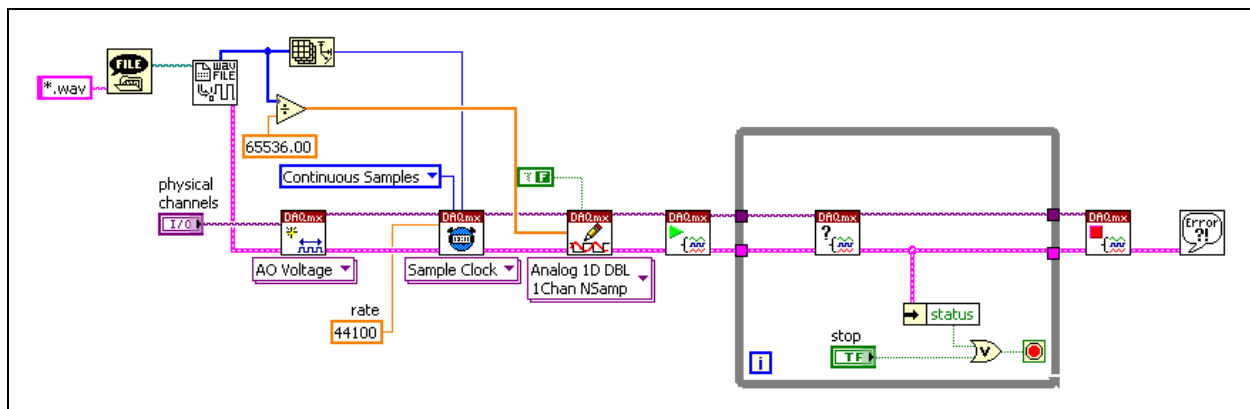 FILE
wav
FILE
*.wav
÷
65536.00
Continuous Samples
F
physical
channels
I/O
DAQmx
DAQmx
DAQmx
DAQmx
DAQmx
?
DAQmx
Error
?!
AO Voltage
Sample Clock
Analog 1D DBL
1Chan NSamp
rate
44100
status
stop
TF
V
i